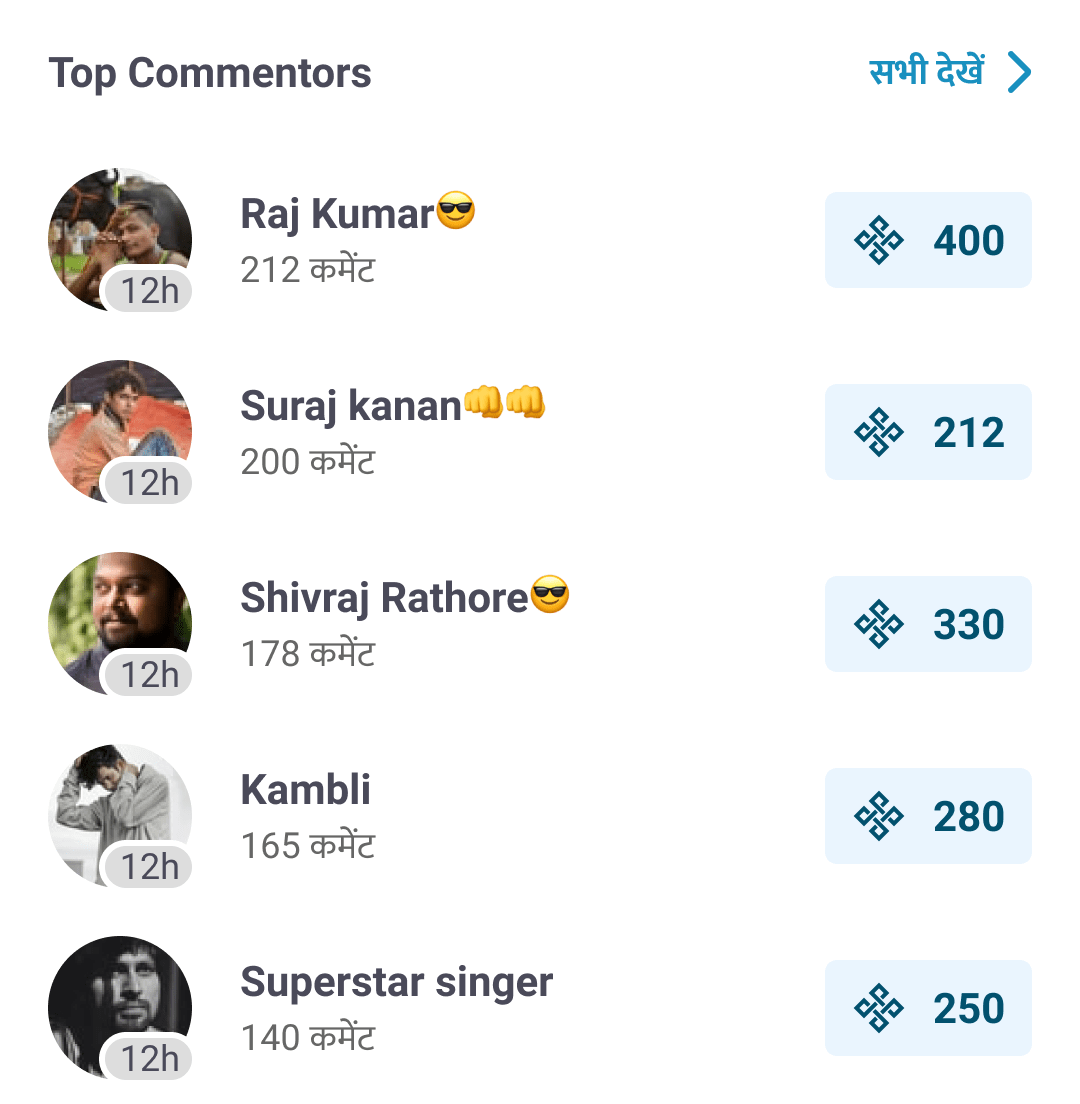 Top Commentors
सभी देखें
Raj Kumar😎
212 कमेंट
400
12h
Suraj kanan👊👊
200 कमेंट
212
12h
Shivraj Rathore😎
178 कमेंट
330
12h
Kambli
165 कमेंट
280
12h
Superstar singer
140 कमेंट
250
12h